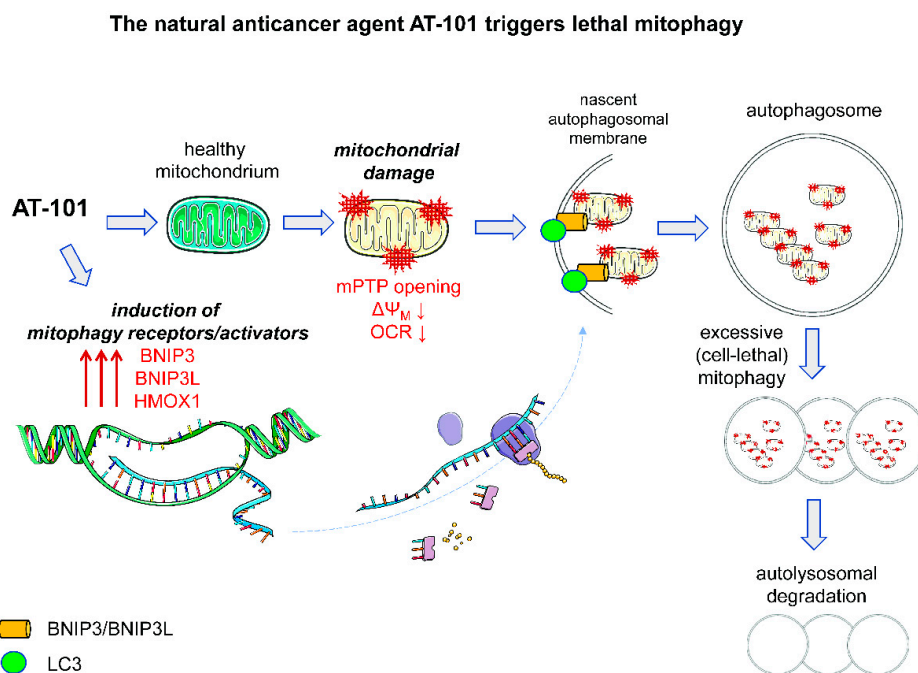 The natural anticancer agent AT-101 triggers lethal mitophagy
AT-101
healthy
mitochondrium
mitochondrial
damage
mPTP opening
ΔΨM ↓
OCR ↓
nascent
autophagosomal
membrane
autophagosome
induction of
mitophagy receptors/activators
BNIP3
BNIP3L
HMOX1
excessive
(cell-lethal)
mitophagy
autolysosomal
degradation
BNIP3/BNIP3L
LC3